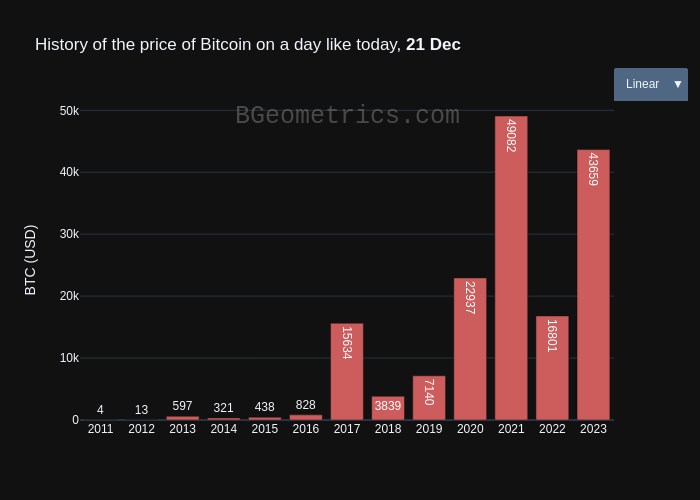 History of the price of Bitcoin on a day like today, 21 Dec
Linear ▼
BGeometrics.com
50k
40k
30k
20k
10k
0
BTC (USD)
4
13
597
321
438
828
15634
3839
7140
22937
49082
16801
43659
2011 2012 2013 2014 2015 2016 2017 2018 2019 2020 2021 2022 2023